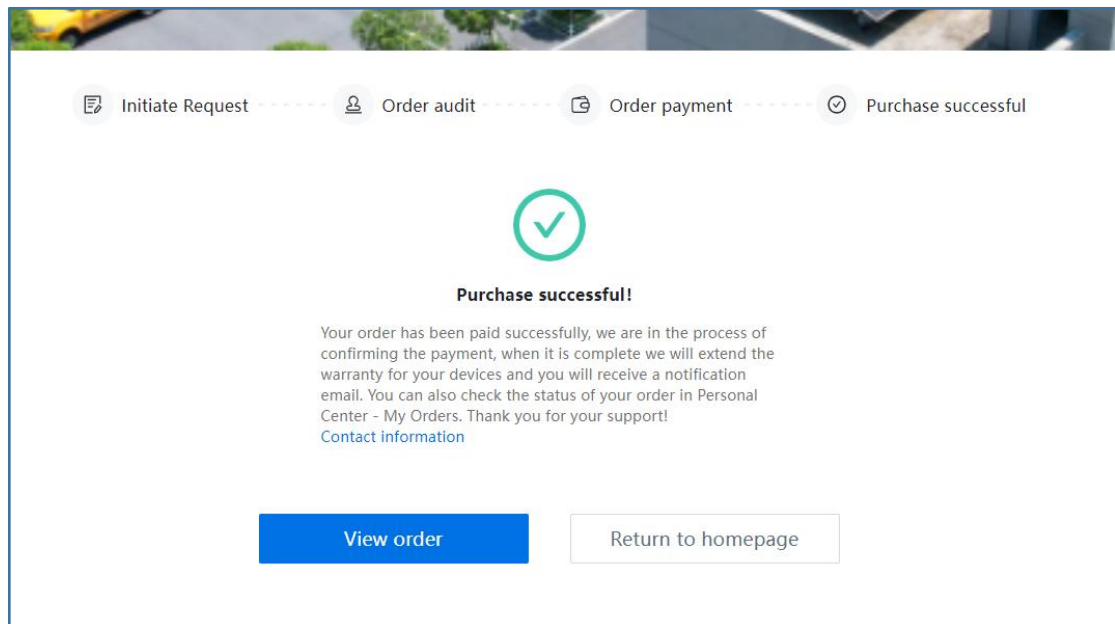 Initiate Request
Order audit
Order payment
Purchase successful
Purchase successful!
Your order has been paid successfully, we are in the process of
confirming the payment, when it is complete we will extend the
warranty for your devices and you will receive a notification
email. You can also check the status of your order in Personal
Center - My Orders. Thank you for your support!
Contact information
View order
Return to homepage